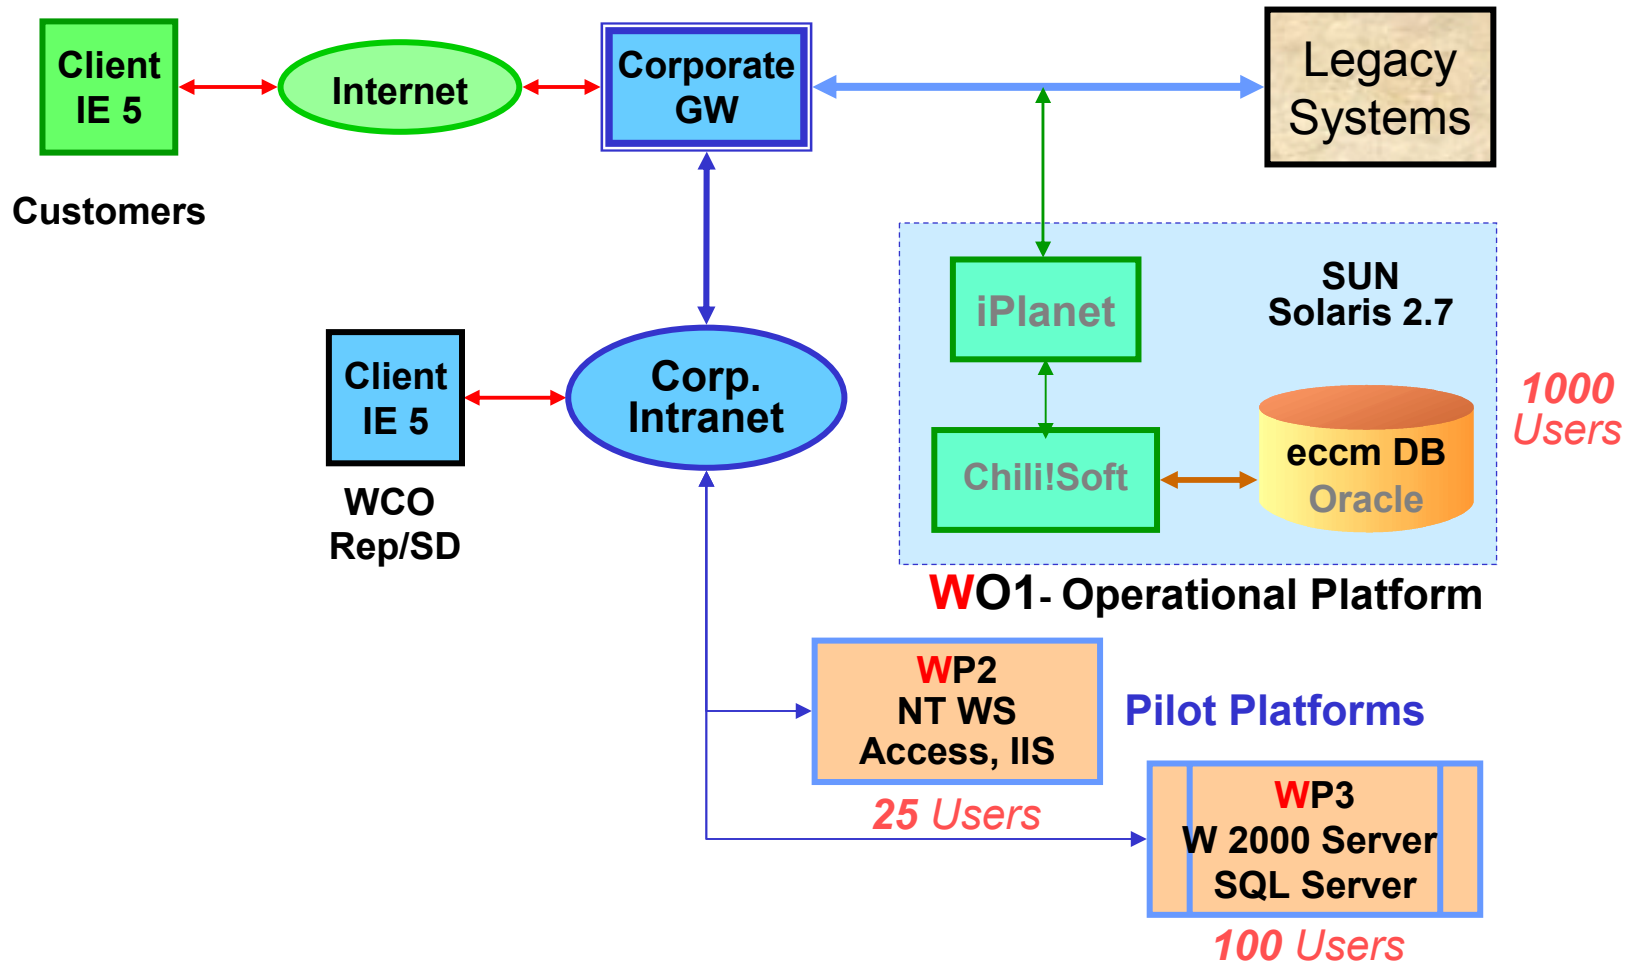 Client
IE 5
Internet
Corporate
GW
Legacy
Systems
Customers
iPlanet
SUN
Solaris 2.7
Client
IE 5
Corp.
Intranet
1000
Users
Chili!Soft
eccm DB
Oracle
WCO
Rep/SD
WO1- Operational Platform
WP2
NT WS
Access, IIS
Pilot Platforms
25 Users
WP3
W 2000 Server
SQL Server
100 Users